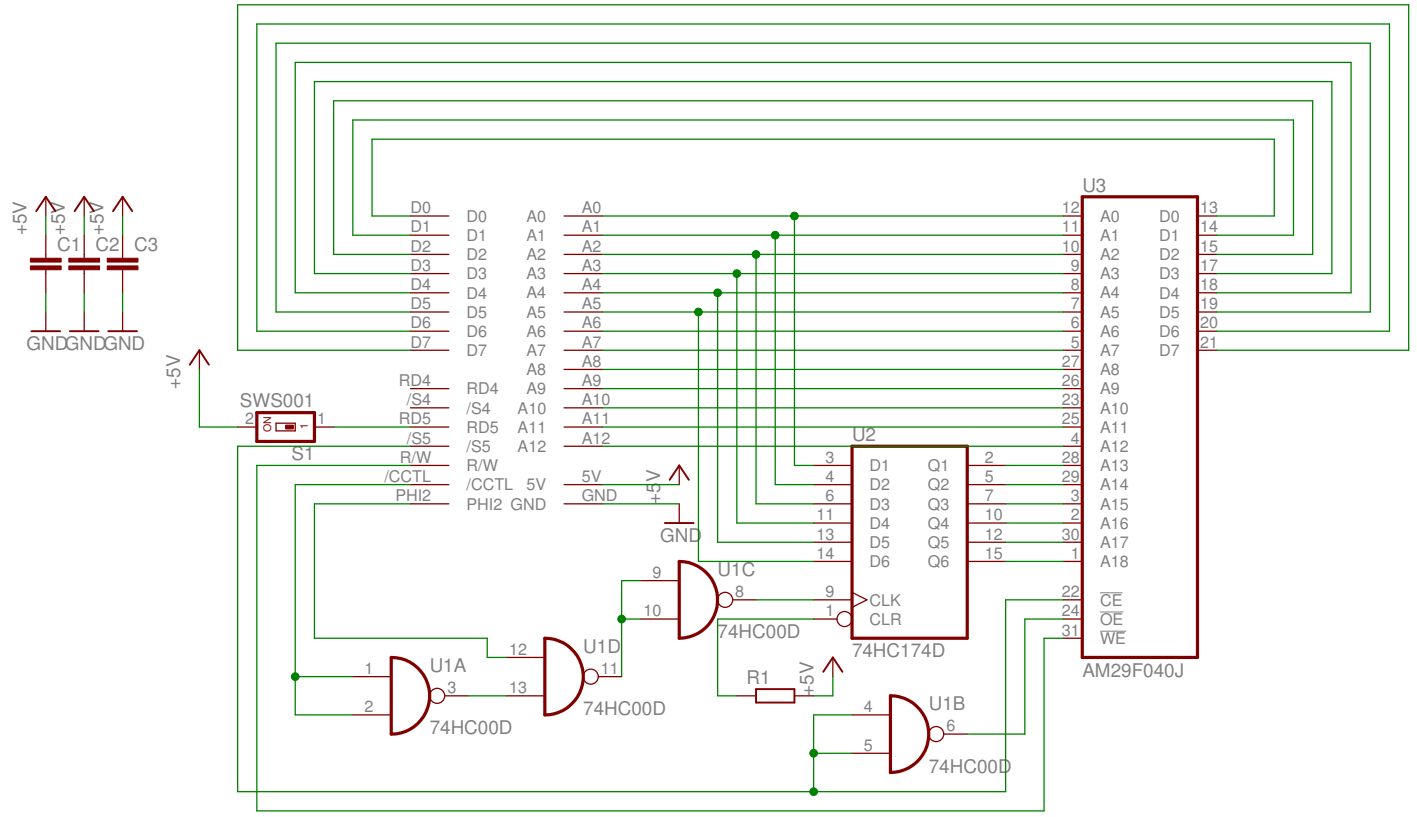 U3
+5V
+5V
+5V
C1
C2
C3
GND
GND
GND
D0 D0 A0 A0 12 A0 D0 13
D1 D1 A1 A1 11 A1 D1 14
D2 D2 A2 A2 10 A2 D2 15
D3 D3 A3 A3 9 A3 D3 17
D4 D4 A4 A4 8 A4 D4 18
D5 D5 A5 A5 7 A5 D5 19
D6 D6 A6 A6 6 A6 D6 20
D7 D7 A7 A7 5 A7 D7 21
A8 A8 27 A8
RD4 RD4 A9 A9 26 A9
/S4 /S4 A10 A10 23 A10
RD5 RD5 A11 A11 25 A11
/S5 /S5 A12 A12 4 A12
R/W R/W
/CCTL /CCTL 5V 5V
PHI2 PHI2 GND GND
+5V
SWS001
2 ON 1 1
S1
+5V
GND
U2
3 D1 Q1 2 28 A13
4 D2 Q2 5 29 A14
6 D3 Q3 7 3 A15
11 D4 Q4 10 2 A16
13 D5 Q5 12 30 A17
14 D6 Q6 15 1 A18
9 CLK
1 CLR
74HC174D
22 CE
24 OE
31 WE
AM29F040J
U1C
9
10
8
74HC00D
U1D
12
13
11
74HC00D
U1A
1
2
3
74HC00D
R1
+5V
U1B
4
5
6
74HC00D